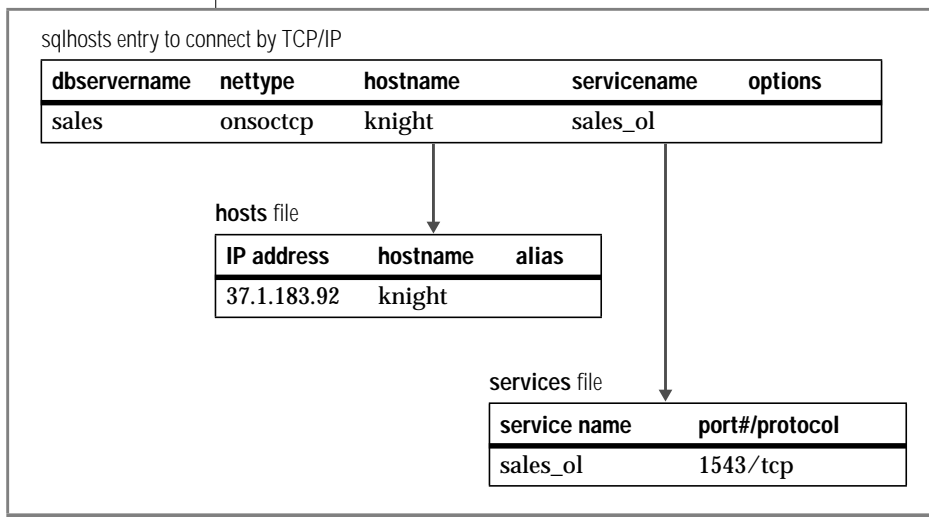 sqlhosts entry to connect by TCP/IP
dbservername nettype hostname servicename options
sales onsoctcp knight sales_ol
hosts file
IP address hostname alias
37.1.183.92 knight
services file
service name port#/protocol
sales_ol 1543/tcp